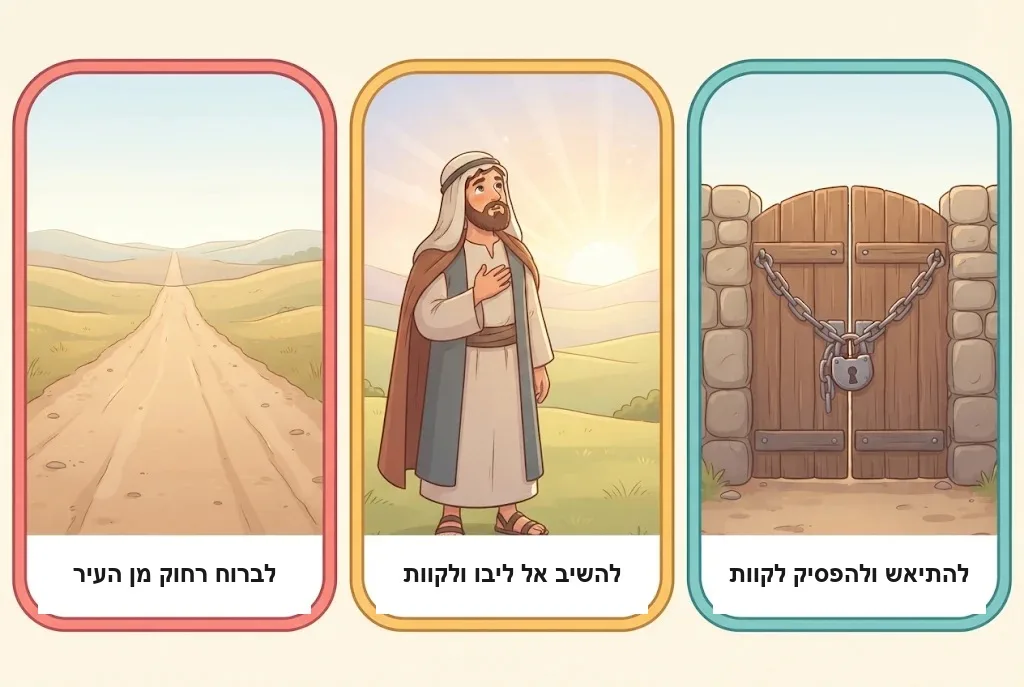 להתיאש ולהפסיק לקוות
להשיב אל ליבו ולקוות
לברוח רחוק מן העיר